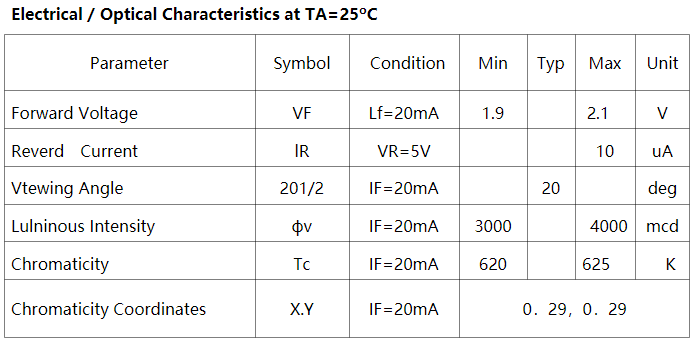 Electrical / Optical Characteristics at TA=25℃
Parameter Symbol Condition Min Typ Max Unit
Forward Voltage VF Lf=20mA 1.9 2.1 V
Reverd Current IR VR=5V 10 uA
Vtewing Angle 201/2 IF=20mA 20 deg
Lulninous Intensity ϕv IF=20mA 3000 4000 mcd
Chromaticity Tc IF=20mA 620 625 K
Chromaticity Coordinates X.Y IF=20mA 0. 29, 0. 29